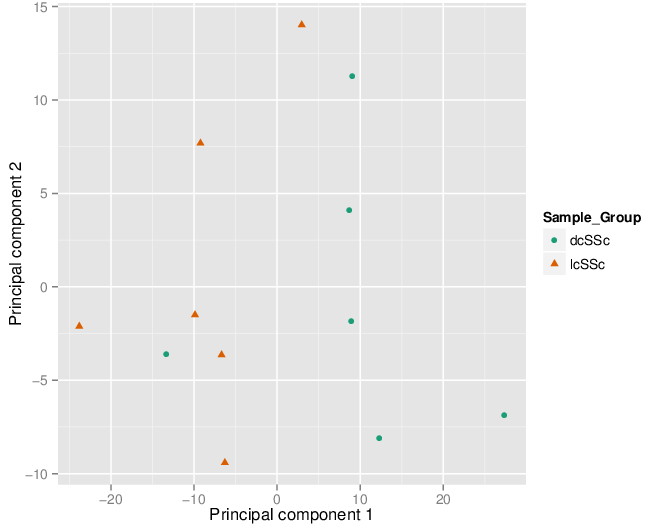 15
10
5
0
−5
−10
Principal component 2
−20
−10
0
10
20
Principal component 1
Sample_Group
dcSSc
lcSSc